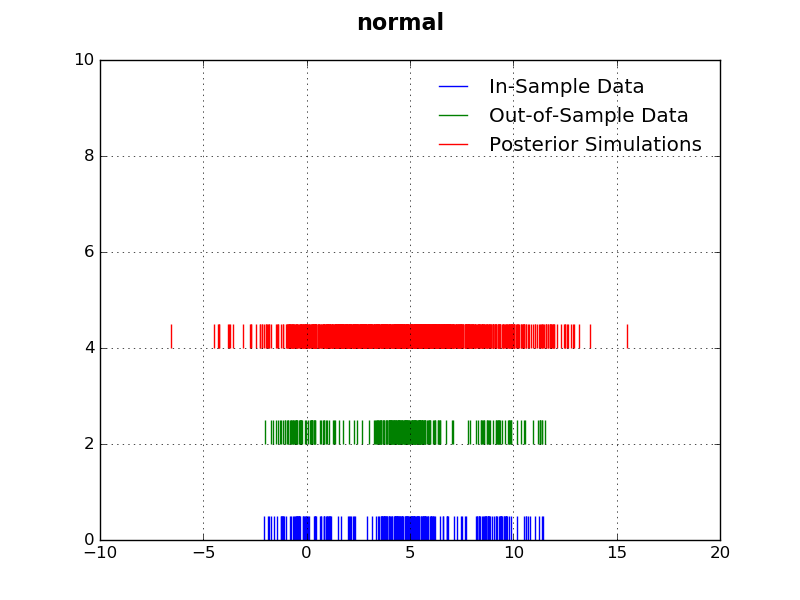 normal
In-Sample Data
Out-of-Sample Data
Posterior Simulations
10
8
6
4
2
0
−10 −5 0 5 10 15 20